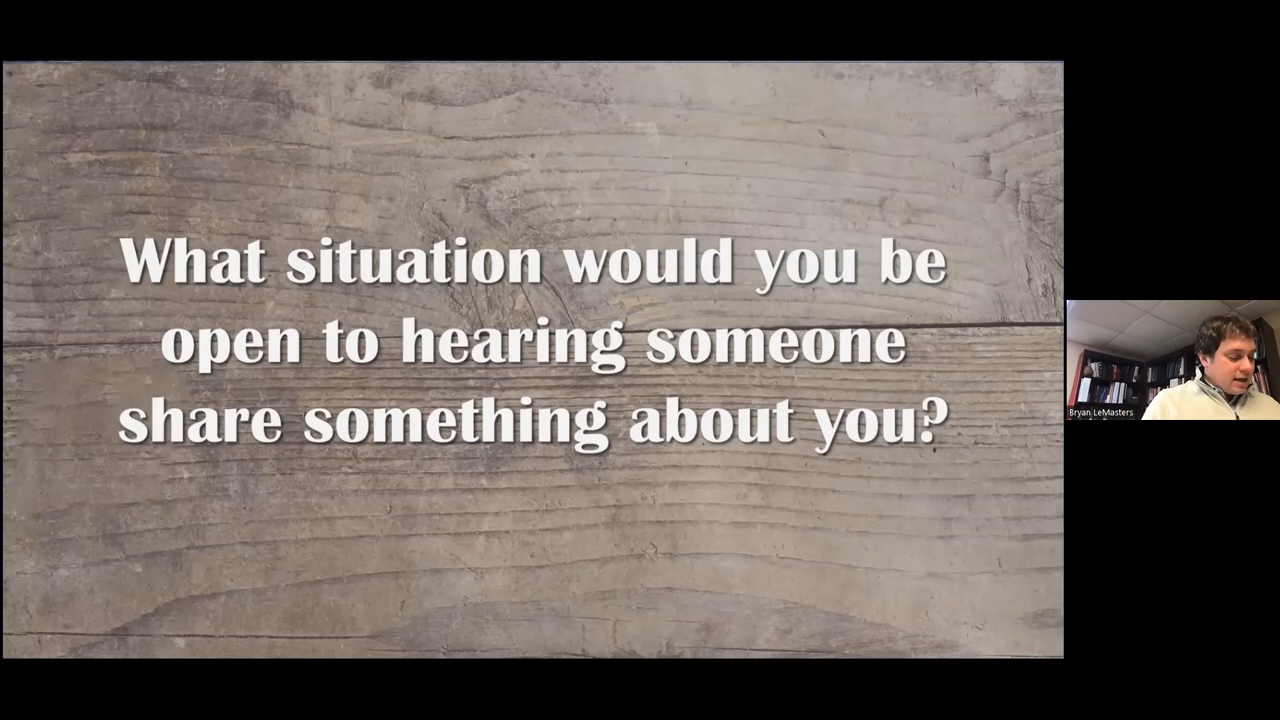 What situation would you be
open to hearing someone
share something about you?
Bryan LeMasters